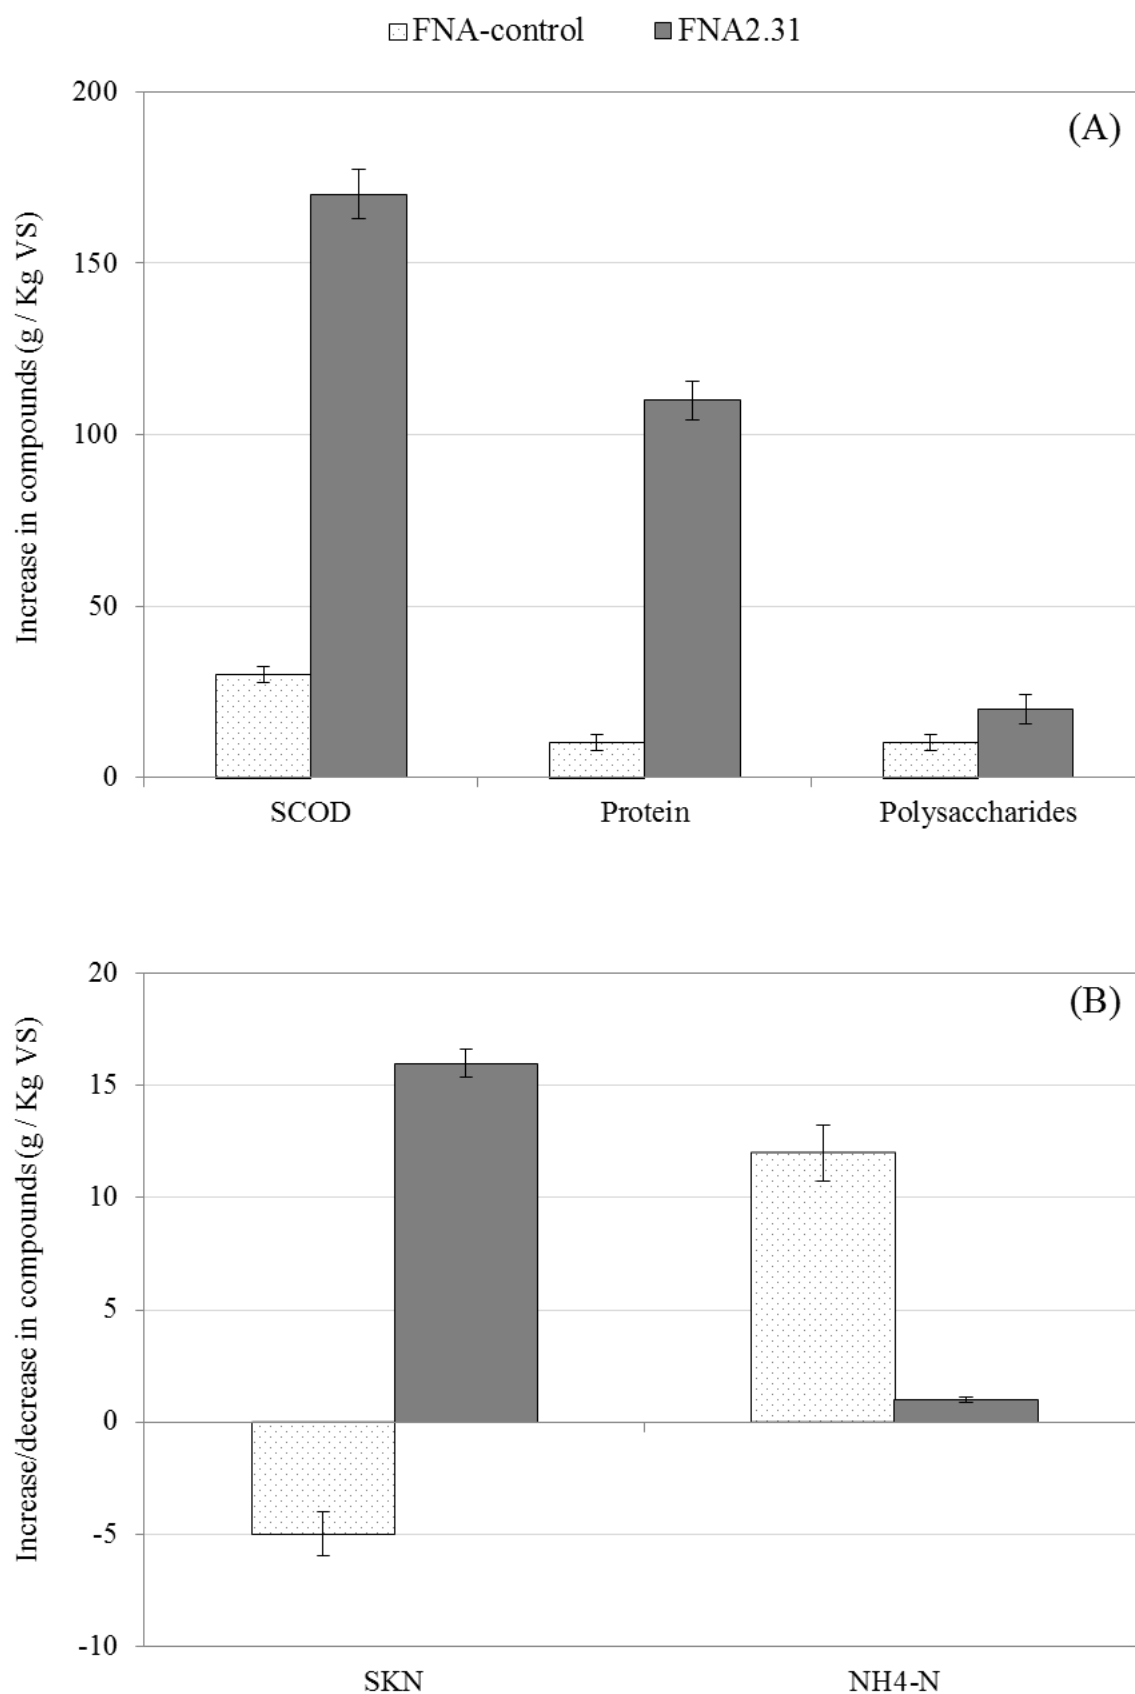 FNA-control FNA2.31
(A)
Increase in compounds (g / Kg VS)
200
150
100
50
0
SCOD Protein Polysaccharides
(B)
Increase/decrease in compounds (g / Kg VS)
20
15
10
5
0
-5
-10
SKN NH4-N